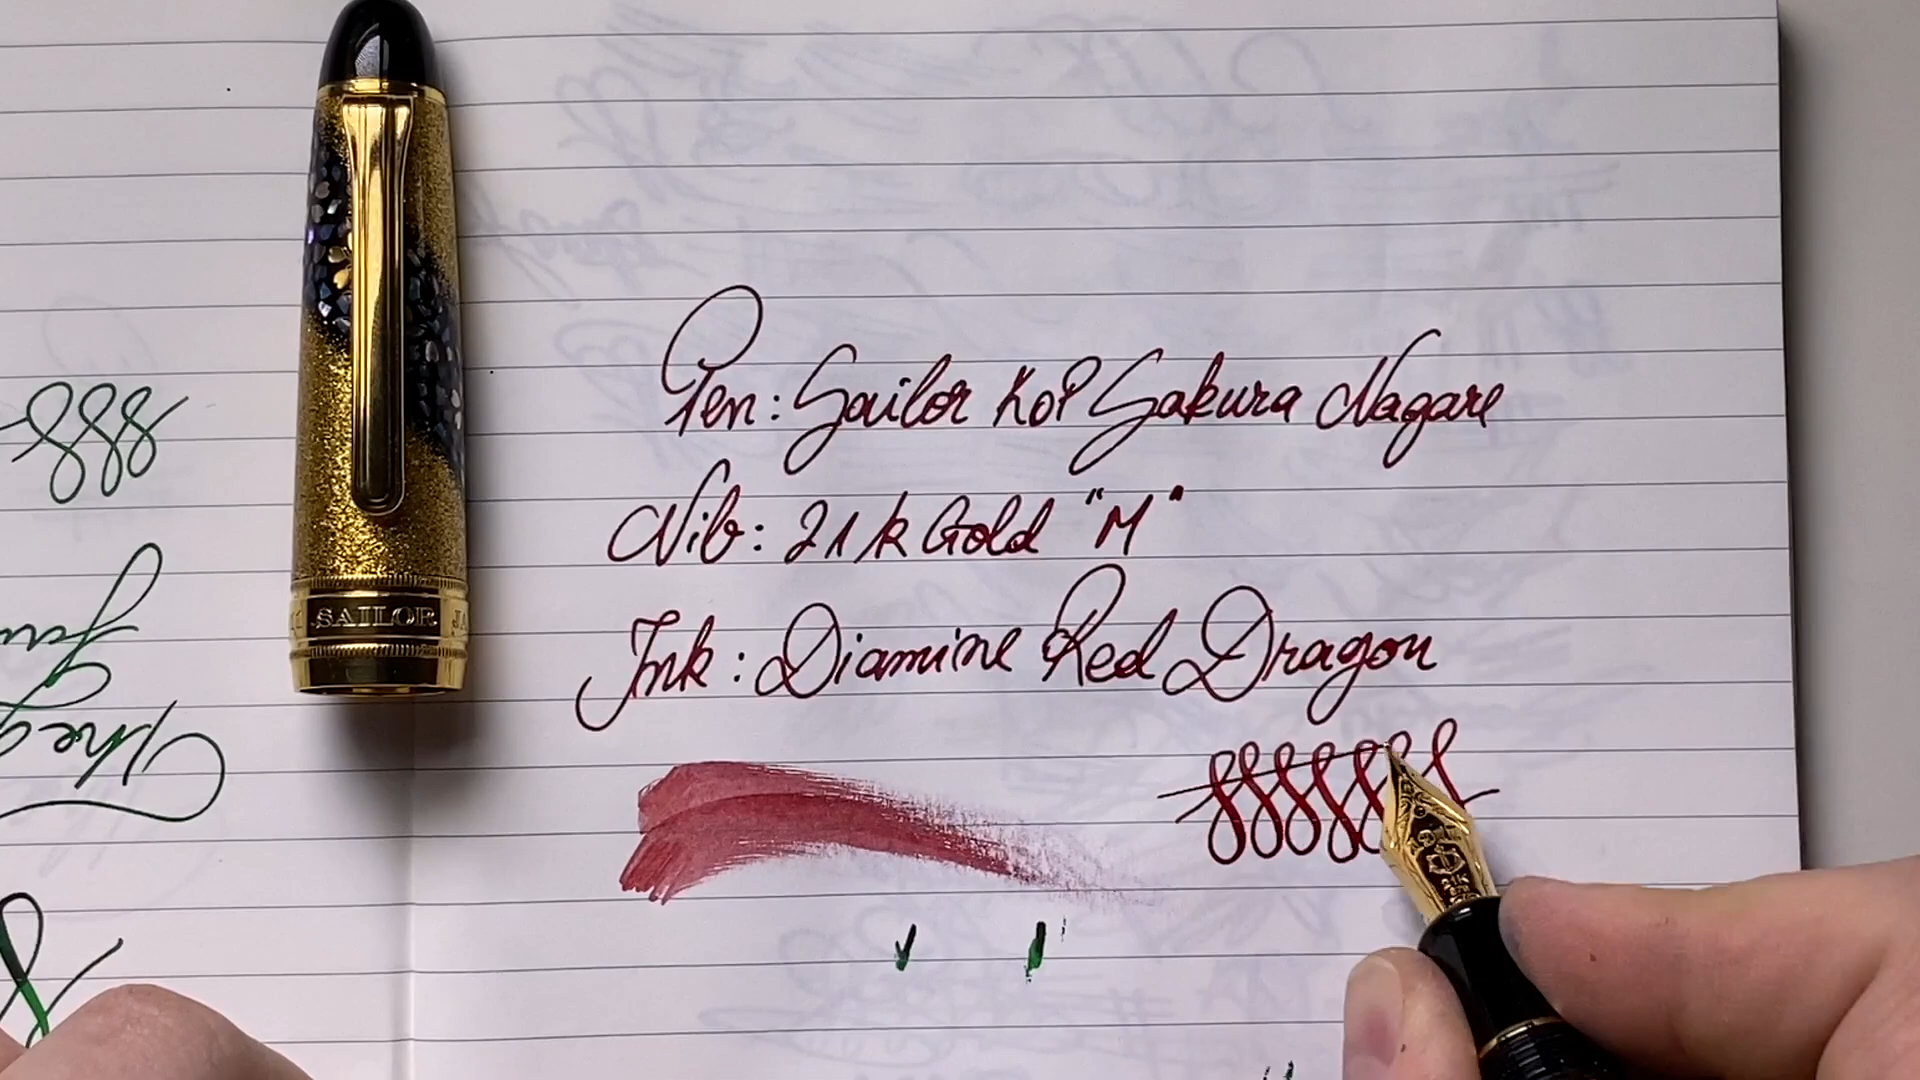 SAILOR
Pen: Sailor KOP Sakura Nagare
Nib: 21k Gold "M"
Ink: Diamine Red Dragon